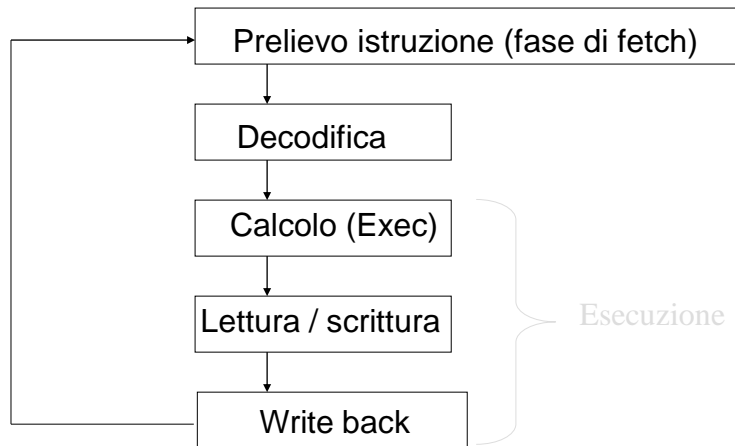 Prelievo istruzione (fase di fetch)
Decodifica
Calcolo (Exec)
Lettura / scrittura
Esecuzione
Write back